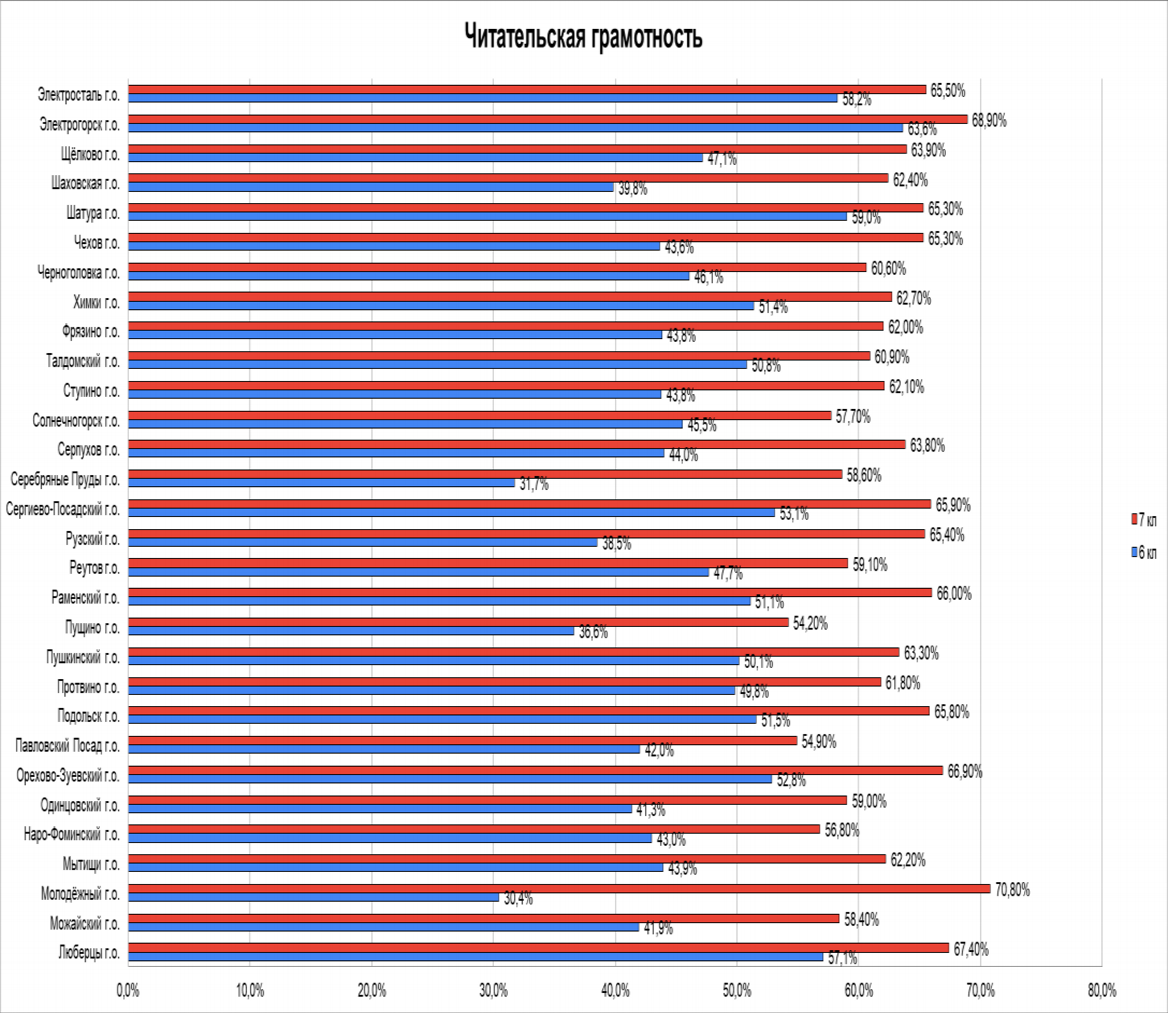 Читательская грамотность
Электросталь г.о. 65,50% 58,2%
Электрогорск г.о. 68,90% 63,6%
Щёлково г.о. 63,90% 47,1%
Шаховская г.о. 62,40% 39,8%
Шатура г.о. 65,30% 59,0%
Чехов г.о. 65,30% 43,6%
Черноголовка г.о. 60,60% 46,1%
Химки г.о. 62,70% 51,4%
Фрязино г.о. 62,00% 43,8%
Талдомский г.о. 60,90% 50,8%
Ступино г.о. 62,10% 43,8%
Солнечногорск г.о. 57,70% 45,5%
Серпухов г.о. 63,80% 44,0%
Серебряные Пруды г.о. 58,60% 31,7%
Сергиево-Посадский г.о. 65,90% 53,1%
Рузский г.о. 65,40% 38,5%
Реутов г.о. 59,10% 47,7%
Раменский г.о. 66,00% 51,1%
Пущино г.о. 54,20% 36,6%
Пушкинский г.о. 63,30% 50,1%
Протвино г.о. 61,80% 49,8%
Подольск г.о. 65,80% 51,5%
Павловский Посад г.о. 54,90% 42,0%
Орехово-Зуевский г.о. 66,90% 52,8%
Одинцовский г.о. 59,00% 41,3%
Наро-Фоминский г.о. 56,80% 43,0%
Мытищи г.о. 62,20% 43,9%
Молодёжный г.о. 70,80% 30,4%
Можайский г.о. 58,40% 41,9%
Люберцы г.о. 67,40% 57,1%
0,0% 10,0% 20,0% 30,0% 40,0% 50,0% 60,0% 70,0% 80,0%
7 кл
6 кл